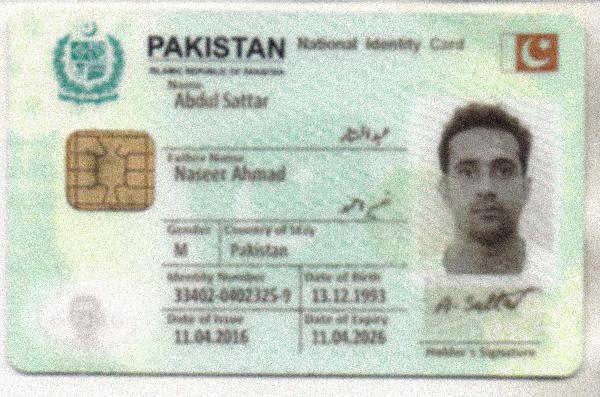 PAKISTAN National Identity Card
ISLAMIC REPUBLIC OF PAKISTAN
Name
Abdul Sattar
عبدالستار
Father Name
Naseer Ahmad
نصیر احمد
Gender Country of Stay
M Pakistan
Identity Number Date of Birth
33402-0402325-9 13.12.1993
Date of Issue Date of Expiry
11.04.2016 11.04.2026
A-Sattar
Holder's Signature